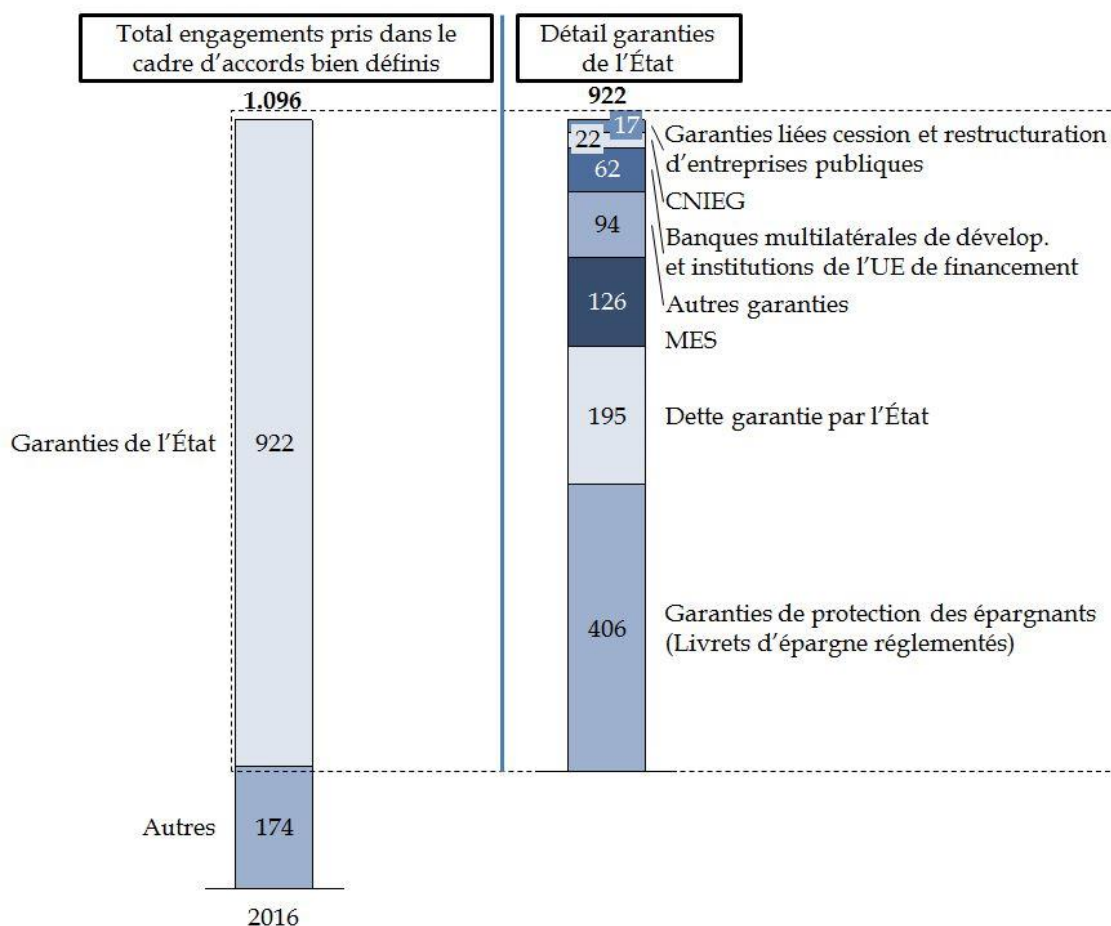 Total engagements pris dans le
cadre d'accords bien définis
Détail garanties
de l'État
1.096
922
17
22
62
94
126
195
406
Garanties liées cession et restructuration
d'entreprises publiques
CNIEG
Banques multilatérales de dévelop.
et institutions de l'UE de financement
Autres garanties
MES
Dette garantie par l'État
Garanties de protection des épargnants
(Livrets d'épargne réglementés)
Garanties de l'État
922
Autres
174
2016